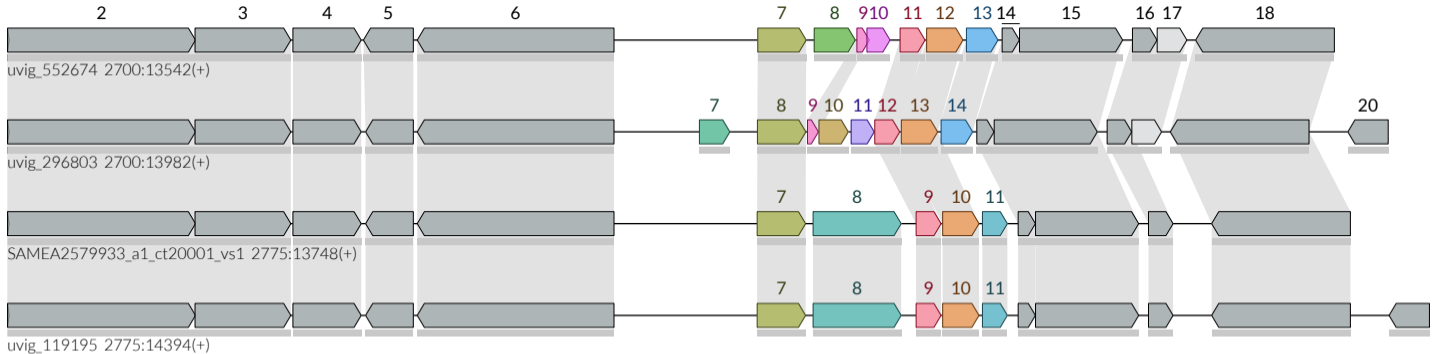 2 3 4 5 6 7 8 9 10 11 12 13 14 15 16 17 18
uvig_552674 2700:13542(+)
7 8 9 10 11 12 13 14 20
uvig_296803 2700:13982(+)
7 8 9 10 11
SAMEA2579933_a1_ct20001_vs1 2775:13748(+)
7 8 9 10 11
uvig_119195 2775:14394(+)